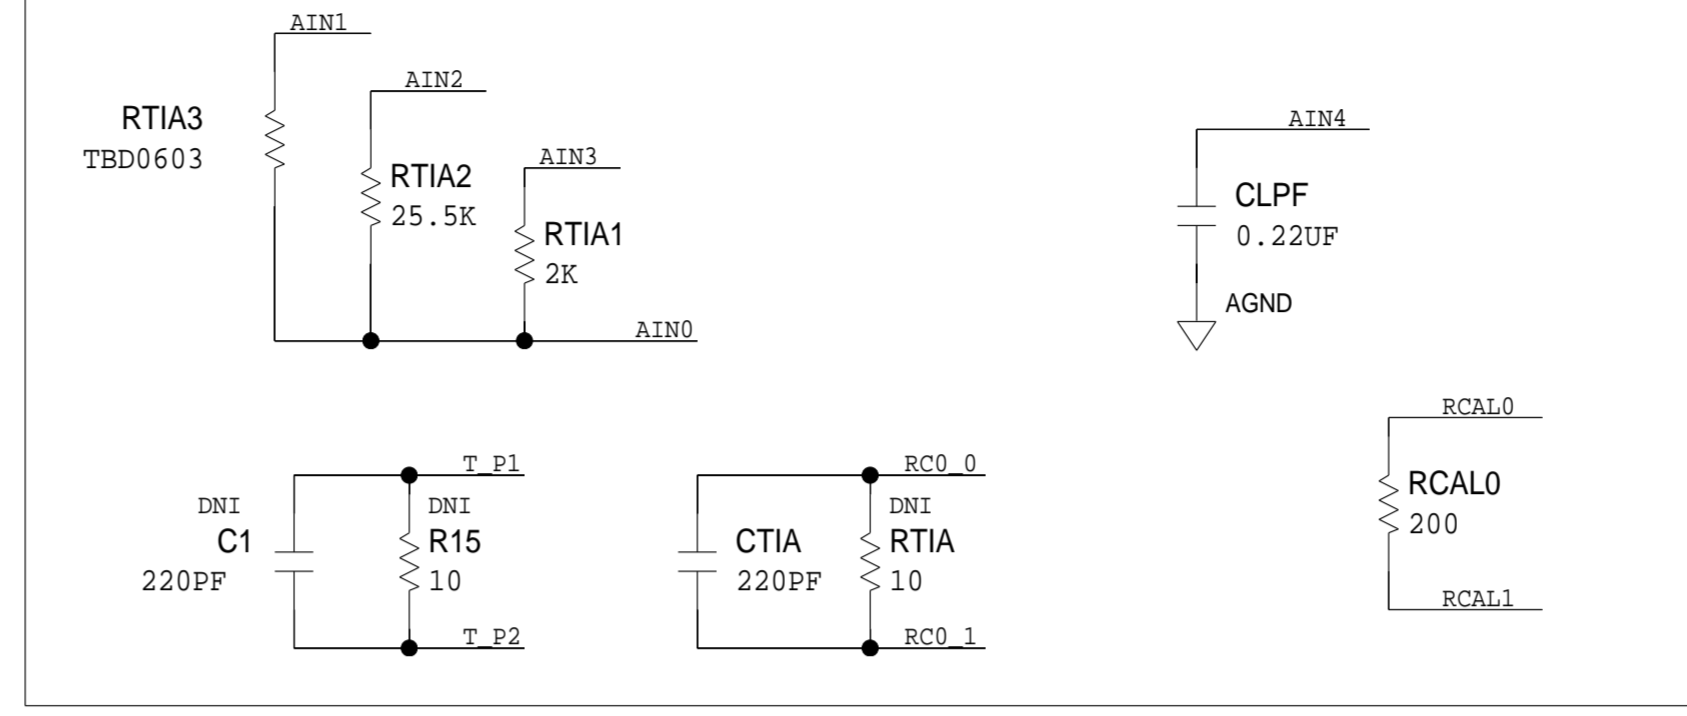 AIN1
AIN2
RTIA3
TBD0603
AIN3
RTIA2
25.5K
RTIA1
2K
AIN0
AIN4
CLPF
0.22UF
AGND
T_P1
DNI
C1
220PF
DNI
R15
10
T_P2
RC0_0
CTIA
220PF
DNI
RTIA
10
RC0_1
RCAL0
RCAL0
200
RCAL1